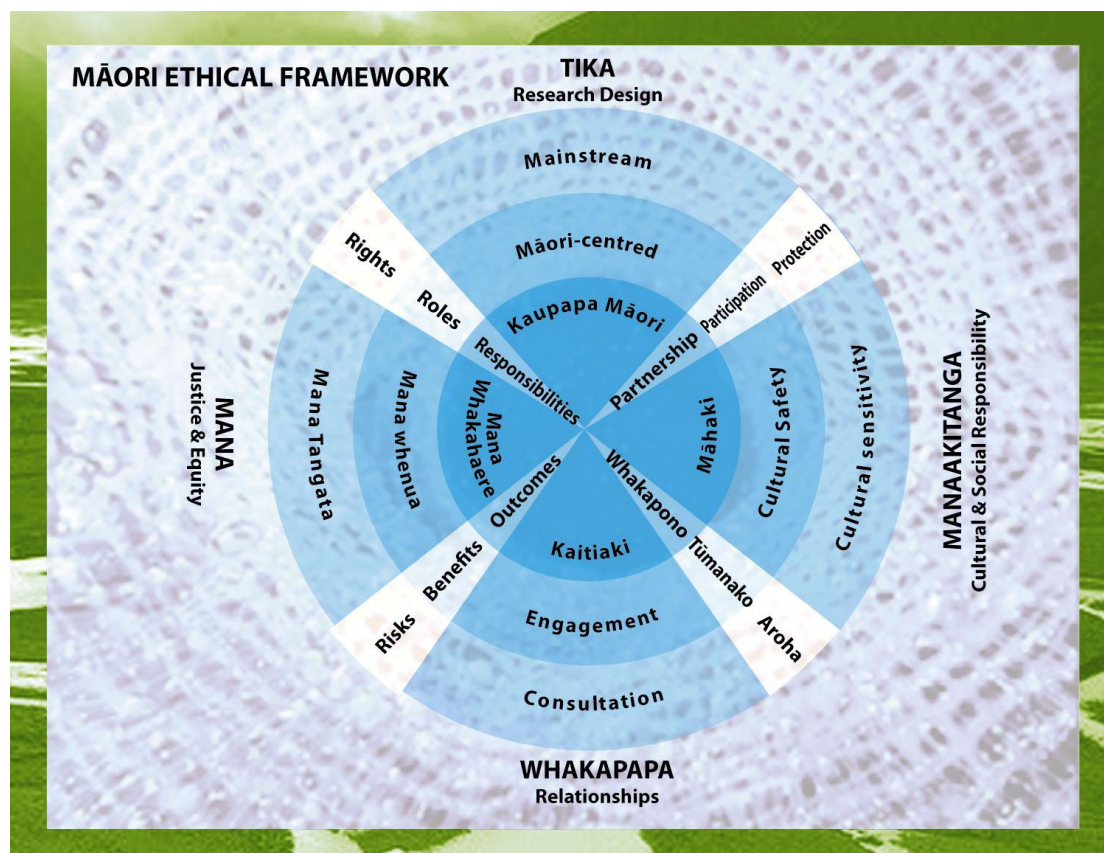 MĀORI ETHICAL FRAMEWORK
TIKA
Research Design
Mainstream
Māori-centred
Kaupapa Māori
Rights
Roles
Responsibilities
Protection
Participation
Partnership
MANA
Justice & Equity
Mana Tangata
Mana whenua
Mana
Whakahaere
Māhaki
Cultural Safety
Cultural sensitivity
MANAAKITANGA
Cultural & Social Responsibility
Outcomes
Benefits
Risks
Whakapono
Tūmanako
Aroha
Kaitiaki
Engagement
Consultation
WHAKAPAPA
Relationships